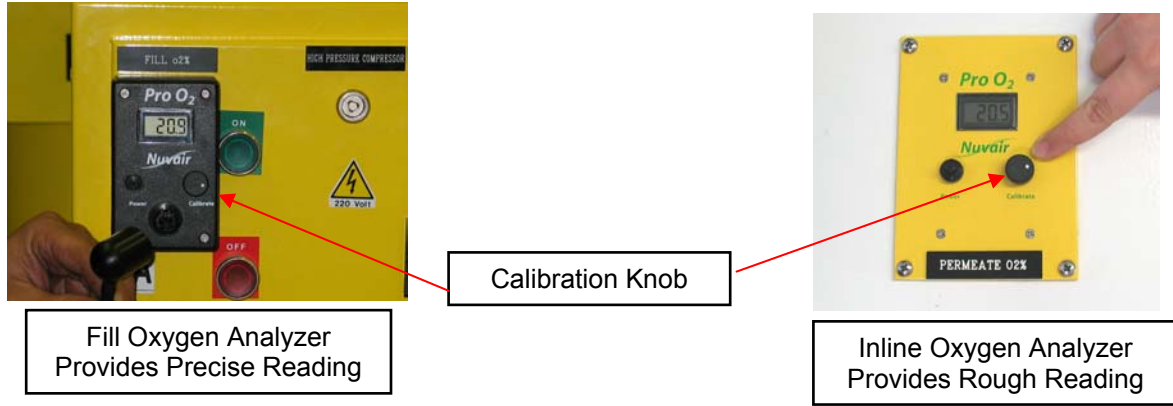 FILL o2%
HIGH PRESSURE COMPRESSOR
Pro O2
20.9
Nuvair
Power
Calibrate
ON
220 Volt
OFF
A
Fill Oxygen Analyzer
Provides Precise Reading
Calibration Knob
Pro O2
20.5
Nuvair
Power
Calibrate
PERMEATE O2%
Inline Oxygen Analyzer
Provides Rough Reading